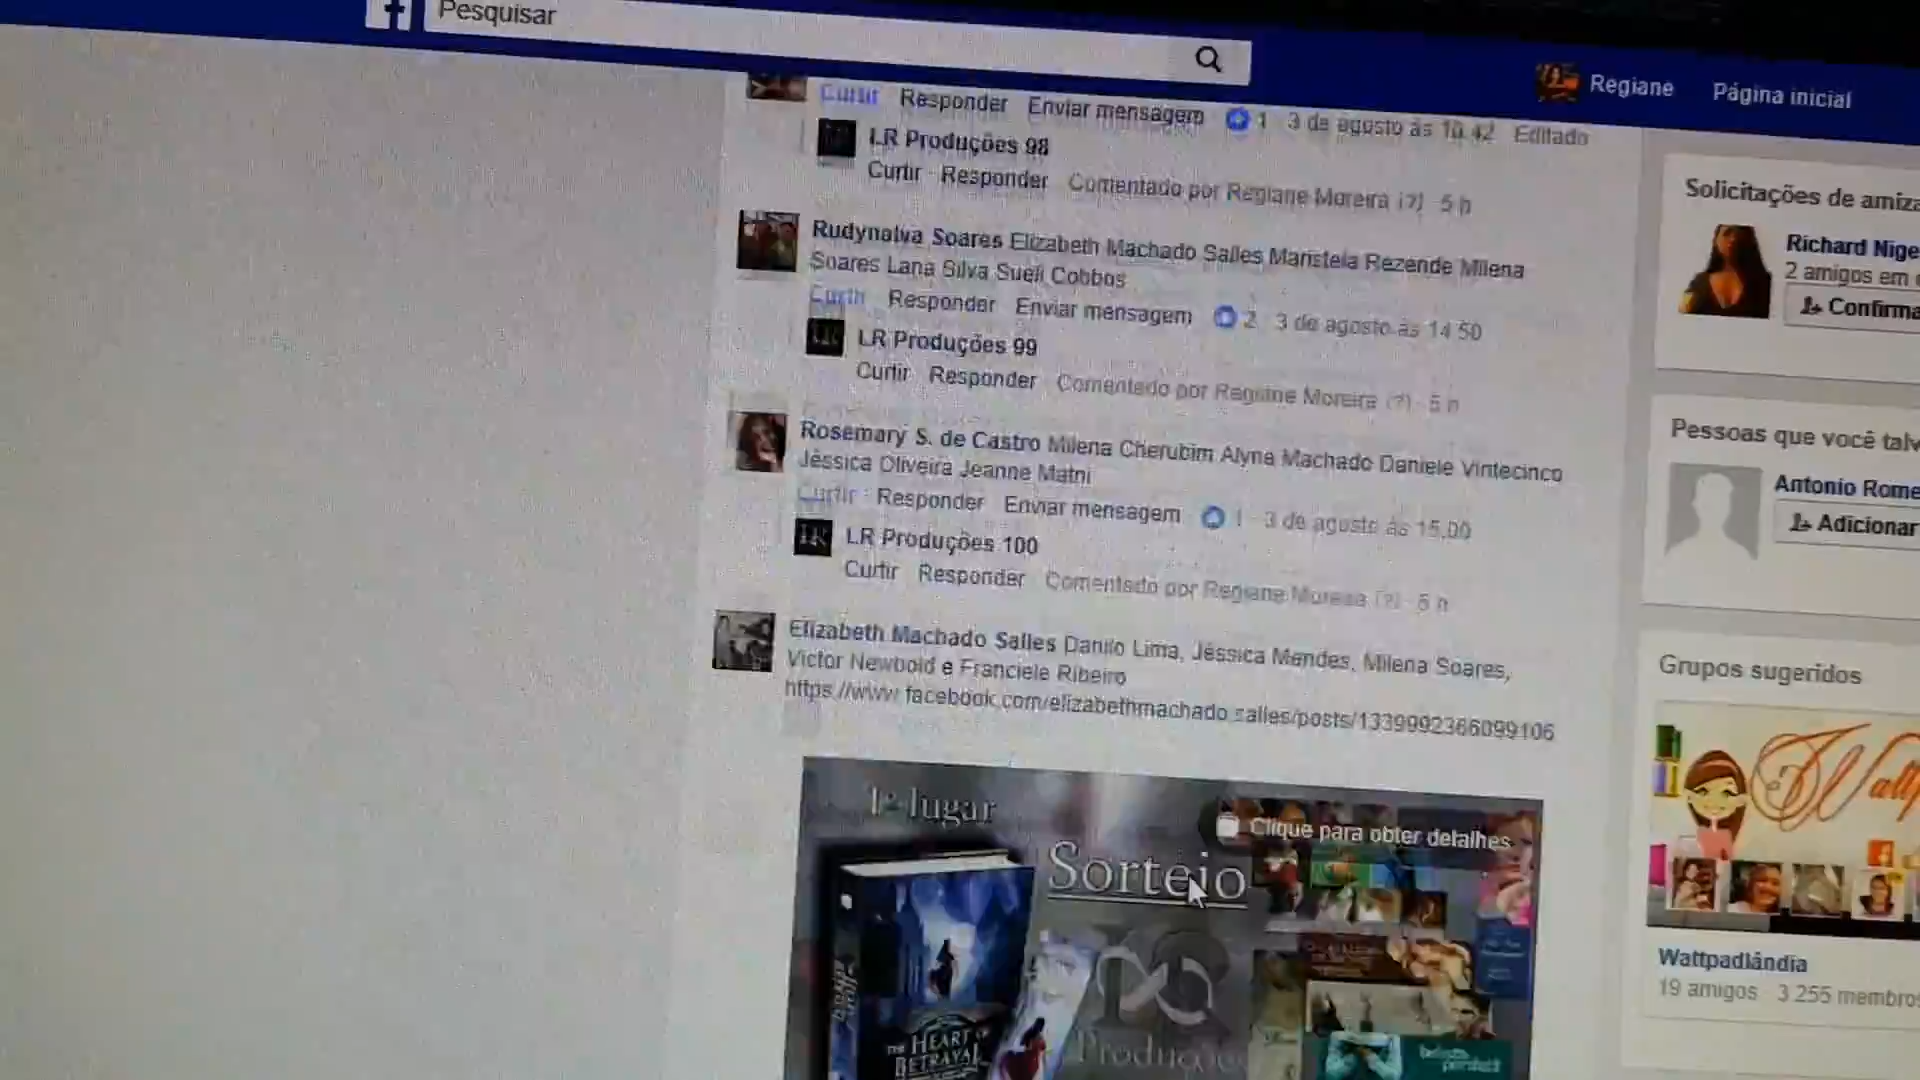 Pesquisar
Regiane Página inicial
Curtir Responder Enviar mensagem 1 3 de agosto às 10:42 Editado
LR Produções 98
Curtir · Responder Comentado por Regiane Moreira (?) · 5 h
Rudynalva Soares Elizabeth Machado Salles Maristela Rezende Milena
Soares Lana Silva Sueli Cobbos
Curtir Responder Enviar mensagem 2 3 de agosto às 14:50
LR Produções 99
Curtir Responder Comentado por Regiane Moreira (?) · 5 h
Rosemary S. de Castro Milena Cherubim Alyna Machado Daniele Vintecinco
Jéssica Oliveira Jeanne Matni
Curtir · Responder Enviar mensagem 1 · 3 de agosto às 15:00
LR Produções 100
Curtir Responder Comentado por Regiane Moreira (?) · 5 h
Elizabeth Machado Salles Danilo Lima, Jéssica Mendes, Milena Soares,
Victor Newbold e Franciele Ribeiro
https://www.facebook.com/elizabethmachado.salles/posts/1339992366099106
1º lugar
Clique para obter detalhes
Sorteio
THE HEART OF
BETRAYAL
Produções
Solicitações de amiza
Richard Nige
2 amigos em
Confirma
Pessoas que você talv
Antonio Rome
Adicionar
Grupos sugeridos
Wattp
Wattpadlândia
19 amigos · 3.255 membros